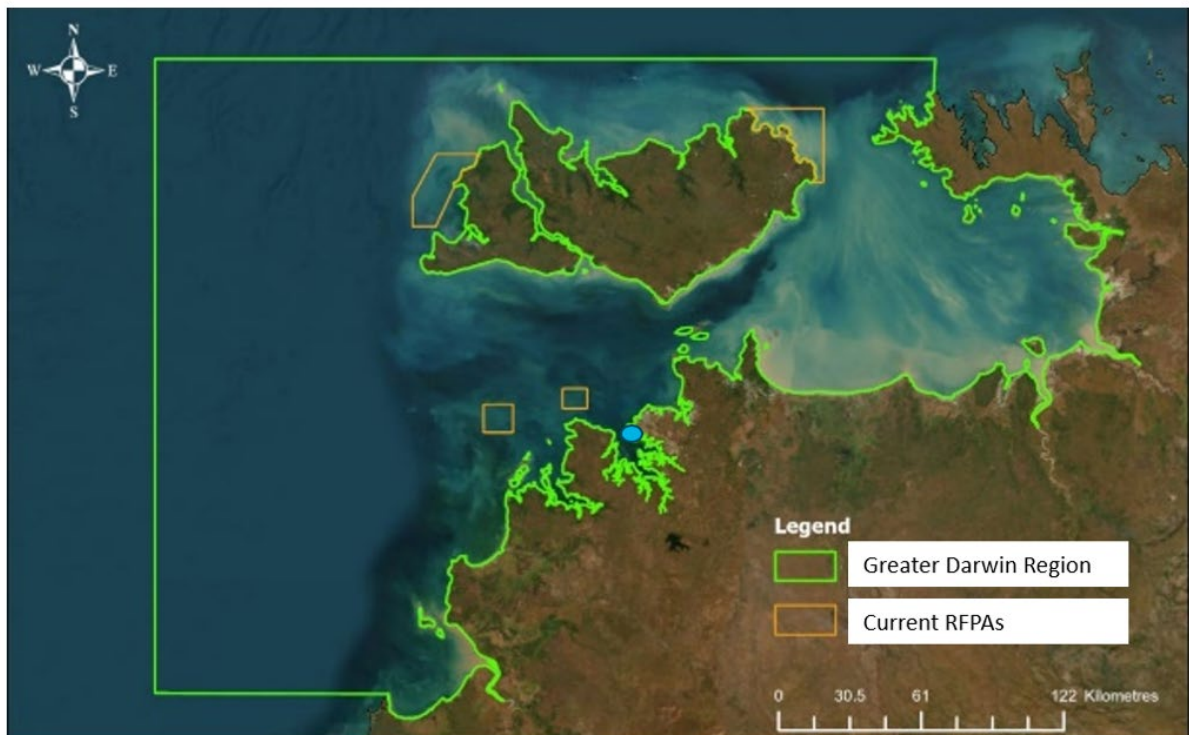 N
W E
S
Legend
Greater Darwin Region
Current RFPAs
0 30.5 61 122 Kilometres